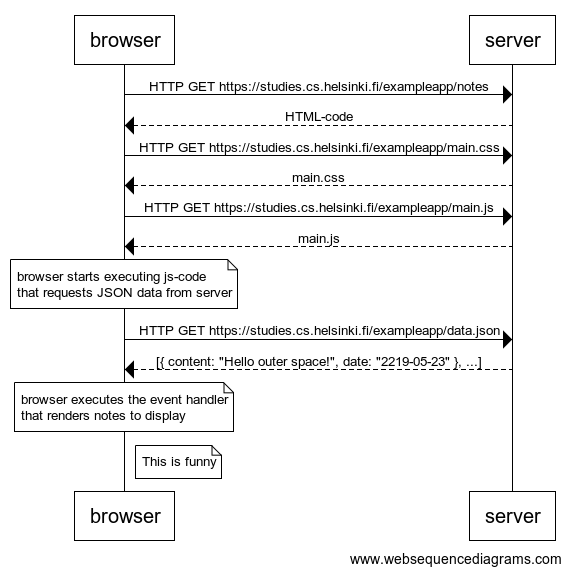 browser
server
HTTP GET https://studies.cs.helsinki.fi/exampleapp/notes
HTML-code
HTTP GET https://studies.cs.helsinki.fi/exampleapp/main.css
main.css
HTTP GET https://studies.cs.helsinki.fi/exampleapp/main.js
main.js
browser starts executing js-code
that requests JSON data from server
HTTP GET https://studies.cs.helsinki.fi/exampleapp/data.json
[{ content: "Hello outer space!", date: "2219-05-23" }, ...]
browser executes the event handler
that renders notes to display
This is funny
browser
server
www.websequencediagrams.com